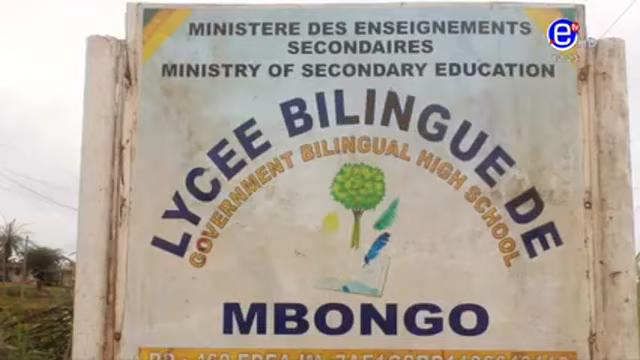 MINISTERE DES ENSEIGNEMENTS
SECONDAIRES
MINISTRY OF SECONDARY EDUCATION
LYCEE BILINGUE DE
GOVERNMENT BILINGUAL HIGH SCHOOL
MBONGO